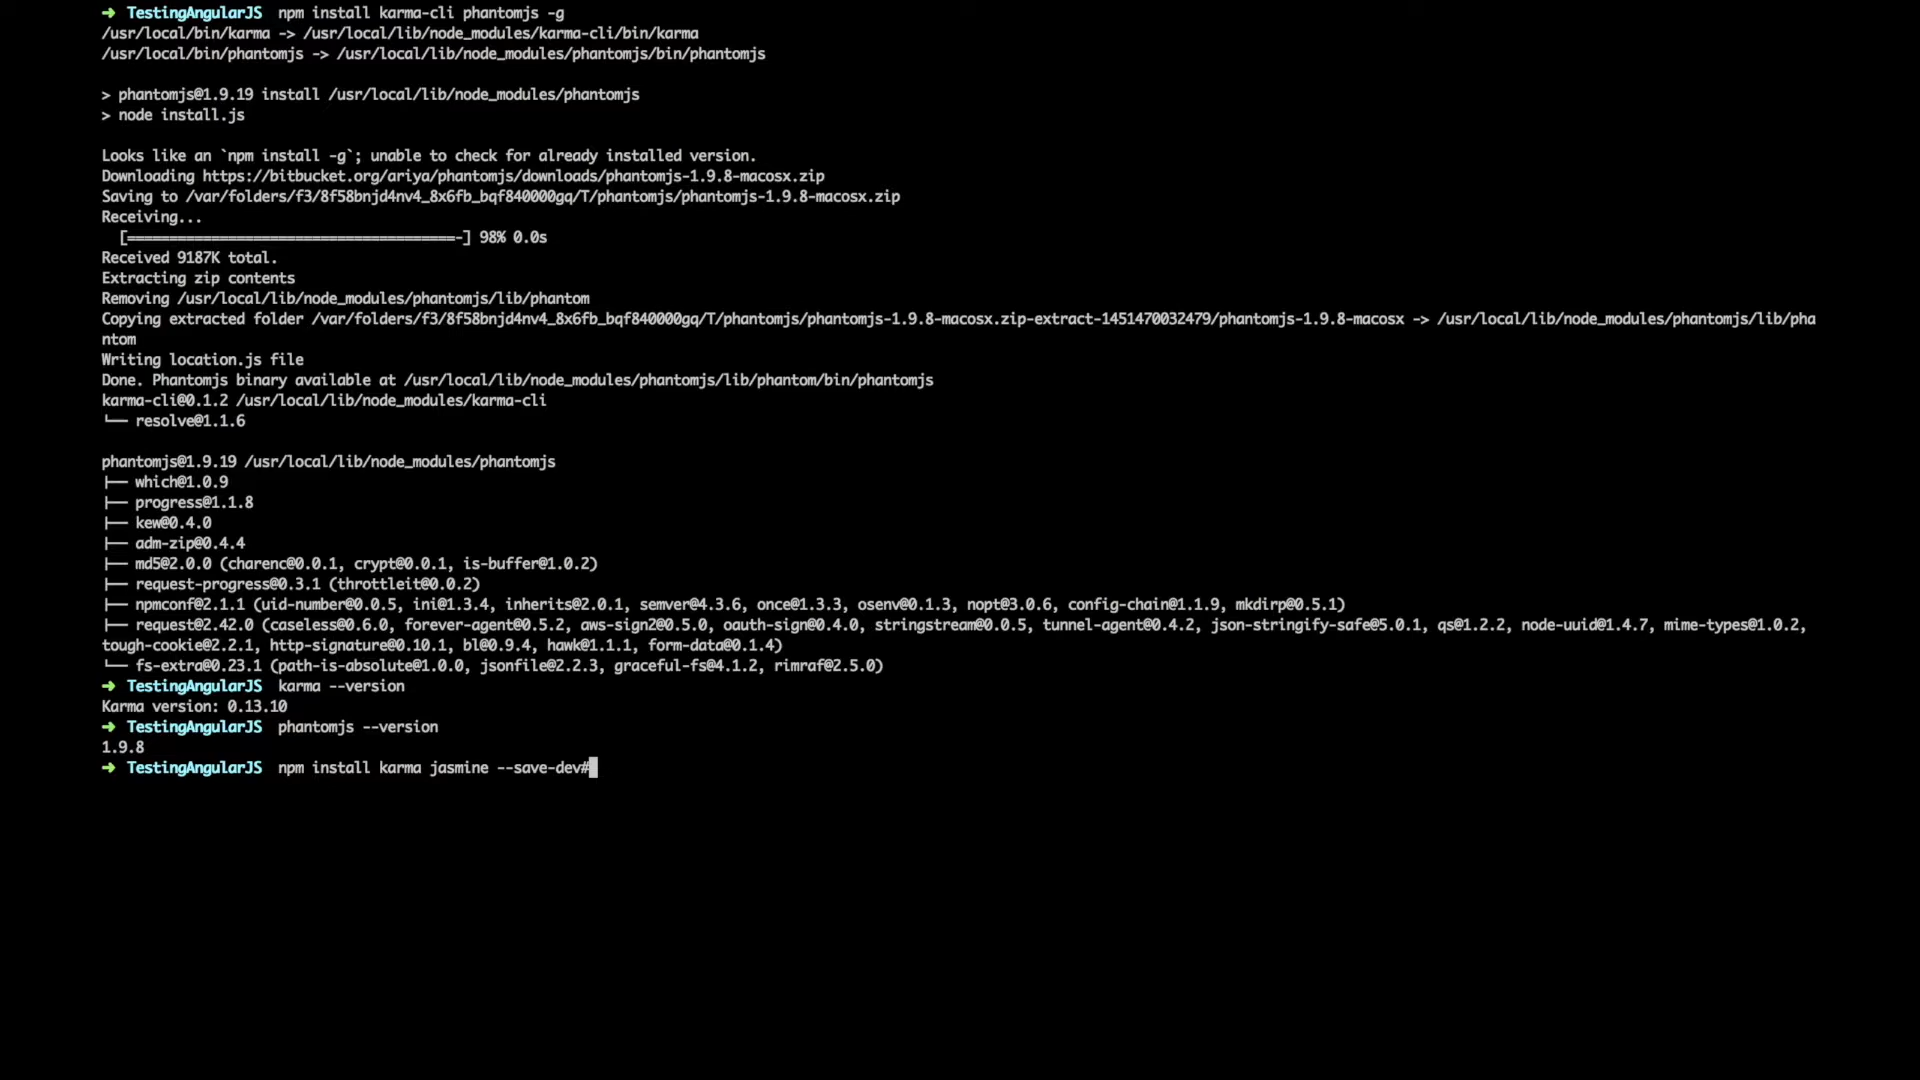 ➜ TestingAngularJS npm install karma-cli phantomjs -g
/usr/local/bin/karma -> /usr/local/lib/node_modules/karma-cli/bin/karma
/usr/local/bin/phantomjs -> /usr/local/lib/node_modules/phantomjs/bin/phantomjs
> phantomjs@1.9.19 install /usr/local/lib/node_modules/phantomjs
> node install.js
Looks like an `npm install -g`; unable to check for already installed version.
Downloading https://bitbucket.org/ariya/phantomjs/downloads/phantomjs-1.9.8-macosx.zip
Saving to /var/folders/f3/8f58bnjd4nv4_8x6fb_bqf840000gq/T/phantomjs/phantomjs-1.9.8-macosx.zip
Receiving...
[=======================================-] 98% 0.0s
Received 9187K total.
Extracting zip contents
Removing /usr/local/lib/node_modules/phantomjs/lib/phantom
Copying extracted folder /var/folders/f3/8f58bnjd4nv4_8x6fb_bqf840000gq/T/phantomjs/phantomjs-1.9.8-macosx.zip-extract-1451470032479/phantomjs-1.9.8-macosx -> /usr/local/lib/node_modules/phantomjs/lib/pha
ntom
Writing location.js file
Done. Phantomjs binary available at /usr/local/lib/node_modules/phantomjs/lib/phantom/bin/phantomjs
karma-cli@0.1.2 /usr/local/lib/node_modules/karma-cli
└── resolve@1.1.6
phantomjs@1.9.19 /usr/local/lib/node_modules/phantomjs
├── which@1.0.9
├── progress@1.1.8
├── kew@0.4.0
├── adm-zip@0.4.4
├── md5@2.0.0 (charenc@0.0.1, crypt@0.0.1, is-buffer@1.0.2)
├── request-progress@0.3.1 (throttleit@0.0.2)
├── npmconf@2.1.1 (uid-number@0.0.5, ini@1.3.4, inherits@2.0.1, semver@4.3.6, once@1.3.3, osenv@0.1.3, nopt@3.0.6, config-chain@1.1.9, mkdirp@0.5.1)
├── request@2.42.0 (caseless@0.6.0, forever-agent@0.5.2, aws-sign2@0.5.0, oauth-sign@0.4.0, stringstream@0.0.5, tunnel-agent@0.4.2, json-stringify-safe@5.0.1, qs@1.2.2, node-uuid@1.4.7, mime-types@1.0.2,
tough-cookie@2.2.1, http-signature@0.10.1, bl@0.9.4, hawk@1.1.1, form-data@0.1.4)
└── fs-extra@0.23.1 (path-is-absolute@1.0.0, jsonfile@2.2.3, graceful-fs@4.1.2, rimraf@2.5.0)
➜ TestingAngularJS karma --version
Karma version: 0.13.10
➜ TestingAngularJS phantomjs --version
1.9.8
➜ TestingAngularJS npm install karma jasmine --save-dev#